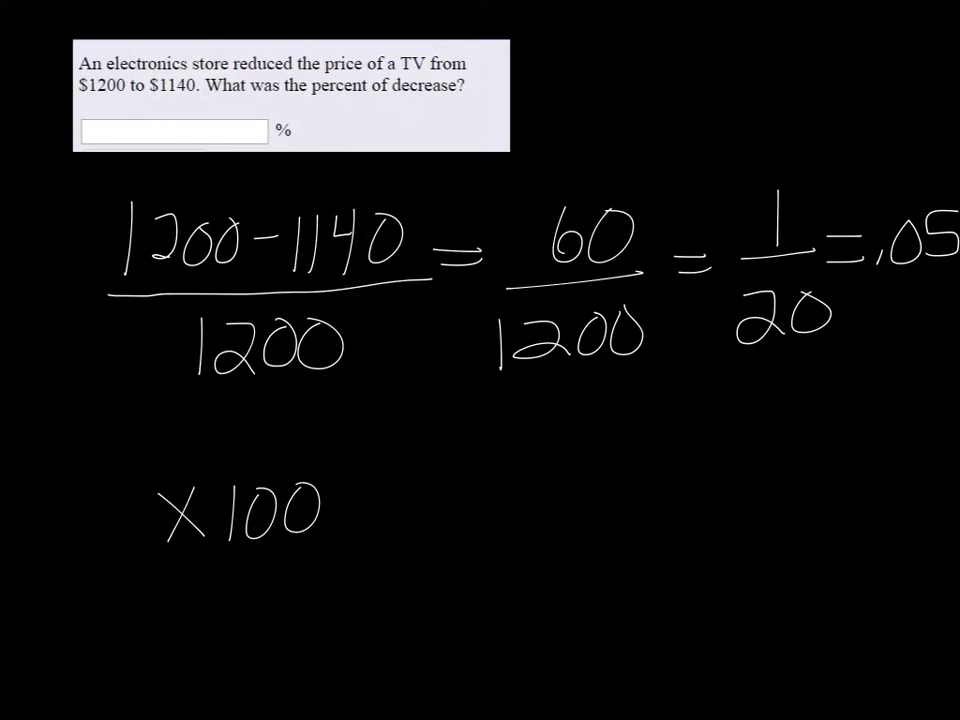 An electronics store reduced the price of a TV from
$1200 to $1140. What was the percent of decrease?
%
1200-1140 = 60 = 1 =.05
1200 1200 20
x100